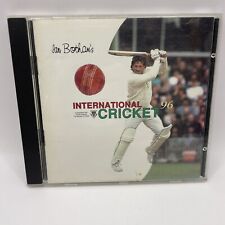 Ian Botham's
INTERNATIONAL
CRICKET 96